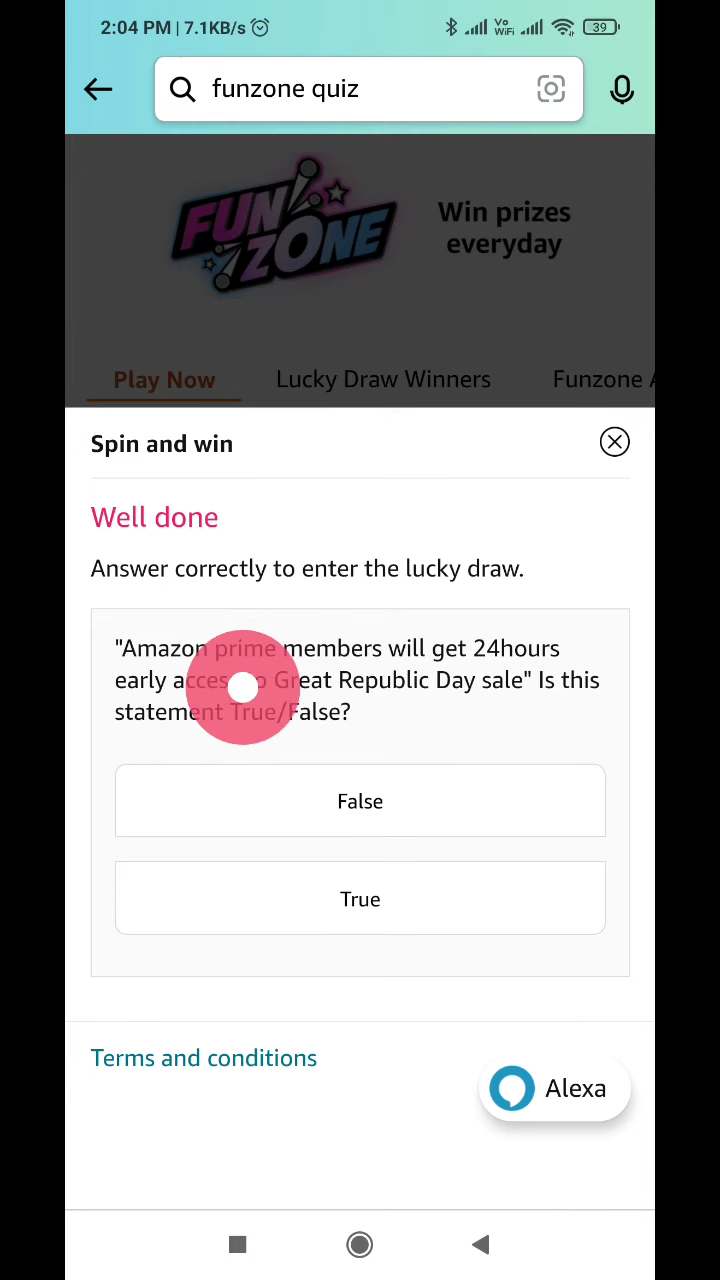 2:04 PM | 7.1KB/s Vo WiFi 39
funzone quiz
FUN ZONE
Win prizes
everyday
Play Now Lucky Draw Winners Funzone
Spin and win
Well done
Answer correctly to enter the lucky draw.
"Amazon prime members will get 24hours
early access to Great Republic Day sale" Is this
statement True/False?
False
True
Terms and conditions
Alexa